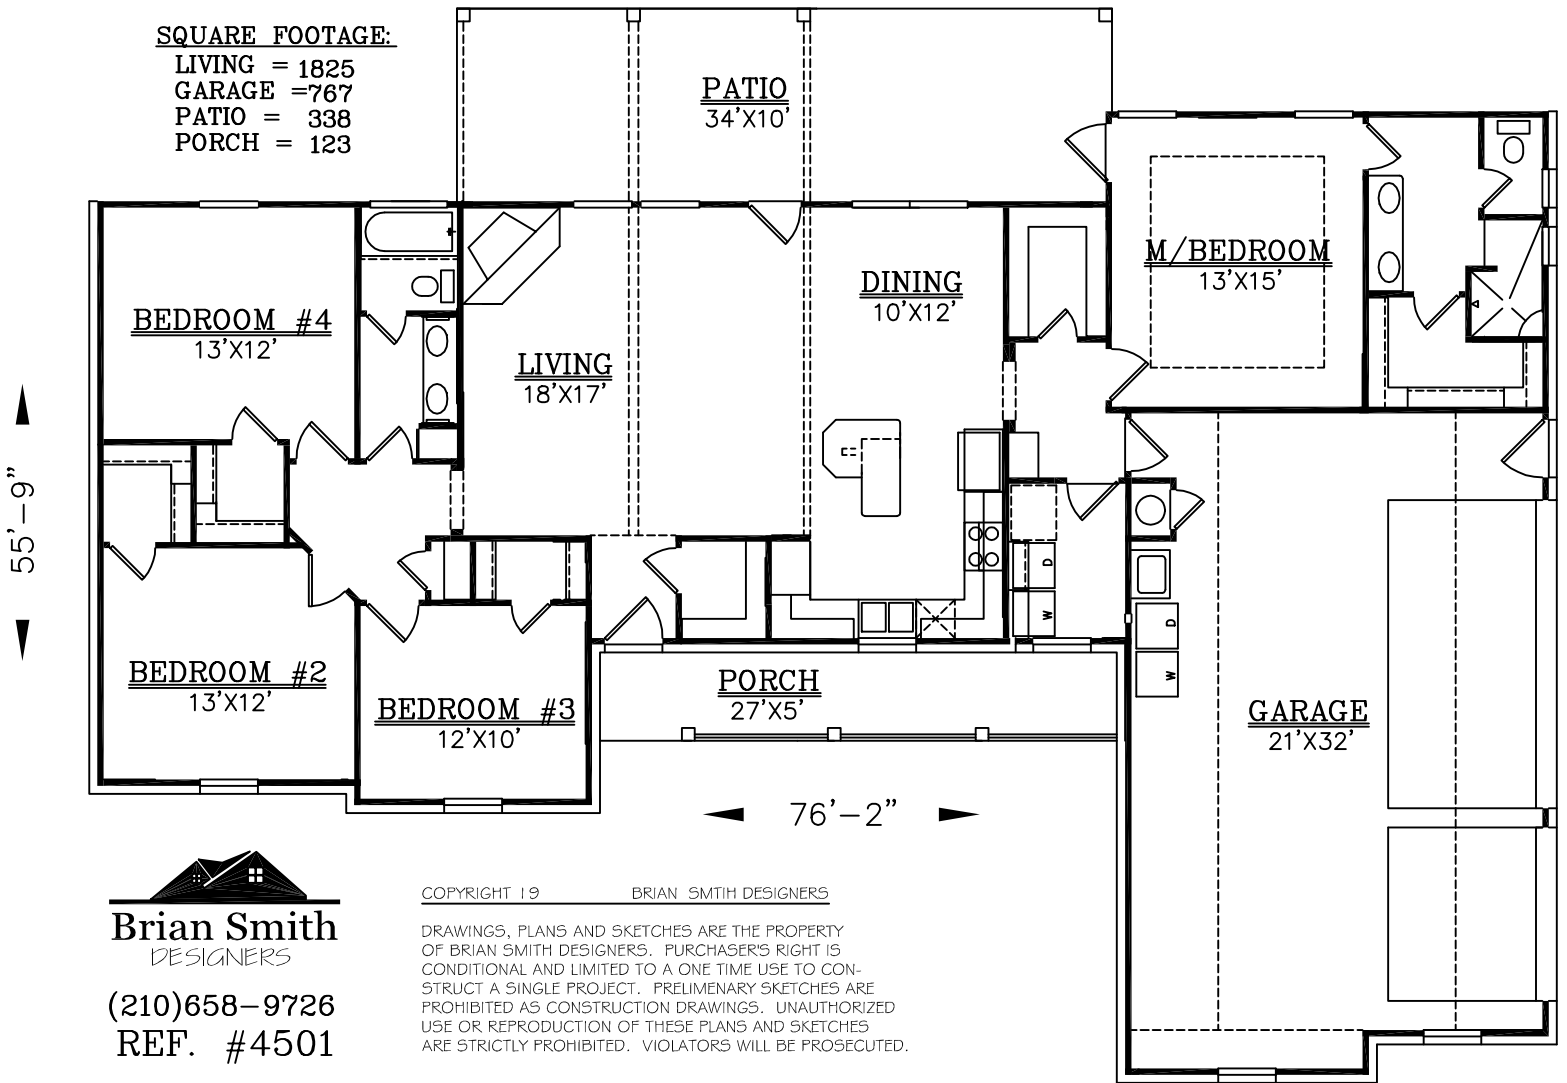 SQUARE FOOTAGE:
LIVING = 1825
GARAGE =767
PATIO = 338
PORCH = 123
PATIO
34'X10'
M/BEDROOM
13'X15'
DINING
10'X12'
BEDROOM #4
13'X12'
LIVING
18'X17'
55'-9"
D
W
D
W
BEDROOM #2
13'X12'
BEDROOM #3
12'X10'
PORCH
27'X5'
GARAGE
21'X32'
76'-2"
Brian Smith
DESIGNERS
(210)658-9726
REF. #4501
COPYRIGHT 19 BRIAN SMTIH DESIGNERS
DRAWINGS, PLANS AND SKETCHES ARE THE PROPERTY
OF BRIAN SMITH DESIGNERS. PURCHASER'S RIGHT IS
CONDITIONAL AND LIMITED TO A ONE TIME USE TO CON-
STRUCT A SINGLE PROJECT. PRELIMENARY SKETCHES ARE
PROHIBITED AS CONSTRUCTION DRAWINGS. UNAUTHORIZED
USE OR REPRODUCTION OF THESE PLANS AND SKETCHES
ARE STRICTLY PROHIBITED. VIOLATORS WILL BE PROSECUTED.